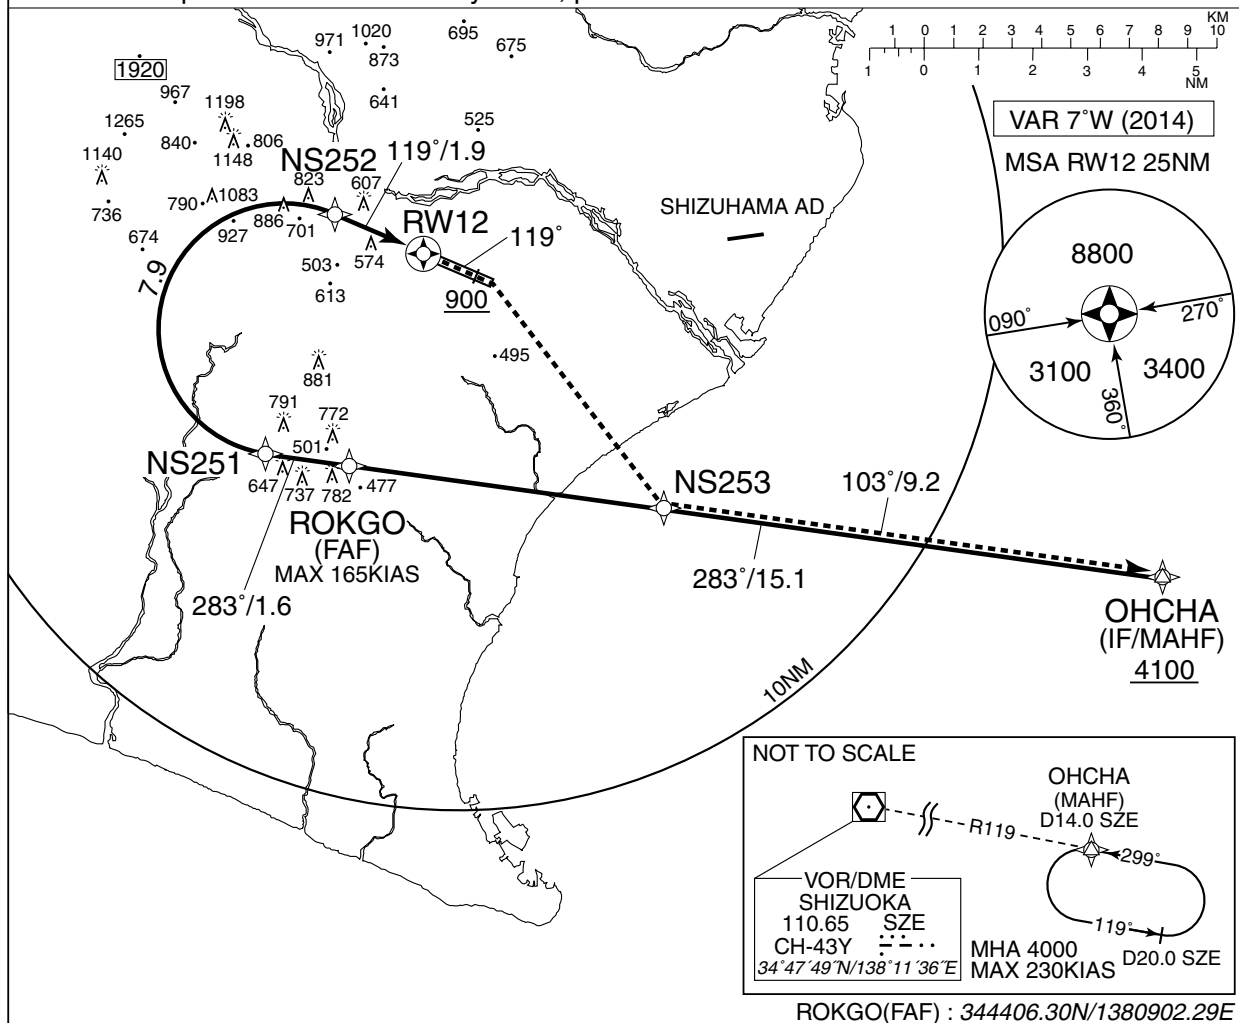 971
1020
873
695
675
1920
967
641
1198
1265
840
1148
806
525
1140
NS252
119°/1.9
823
607
736
790
1083
886
701
927
RW12
674
574
119°
503
613
900
7.9
495
881
791
772
501
NS251
647
737
782
477
ROKGO
(FAF)
MAX 165KIAS
283°/1.6
SHIZUHAMA AD
NS253
103°/9.2
283°/15.1
OHCHA
(IF/MAHF)
4100
10NM
KM
1 0 1 2 3 4 5 6 7 8 9 10
1 0 1 2 3 4 5
NM
VAR 7°W (2014)
MSA RW12 25NM
8800
090°
270°
3100
3400
360°
NOT TO SCALE
OHCHA
(MAHF)
D14.0 SZE
R119
299°
119°
D20.0 SZE
VOR/DME
SHIZUOKA
110.65 SZE
CH-43Y
34°47´49˝N/138°11´36˝E
MHA 4000
MAX 230KIAS
ROKGO(FAF) : 344406.30N/1380902.29E